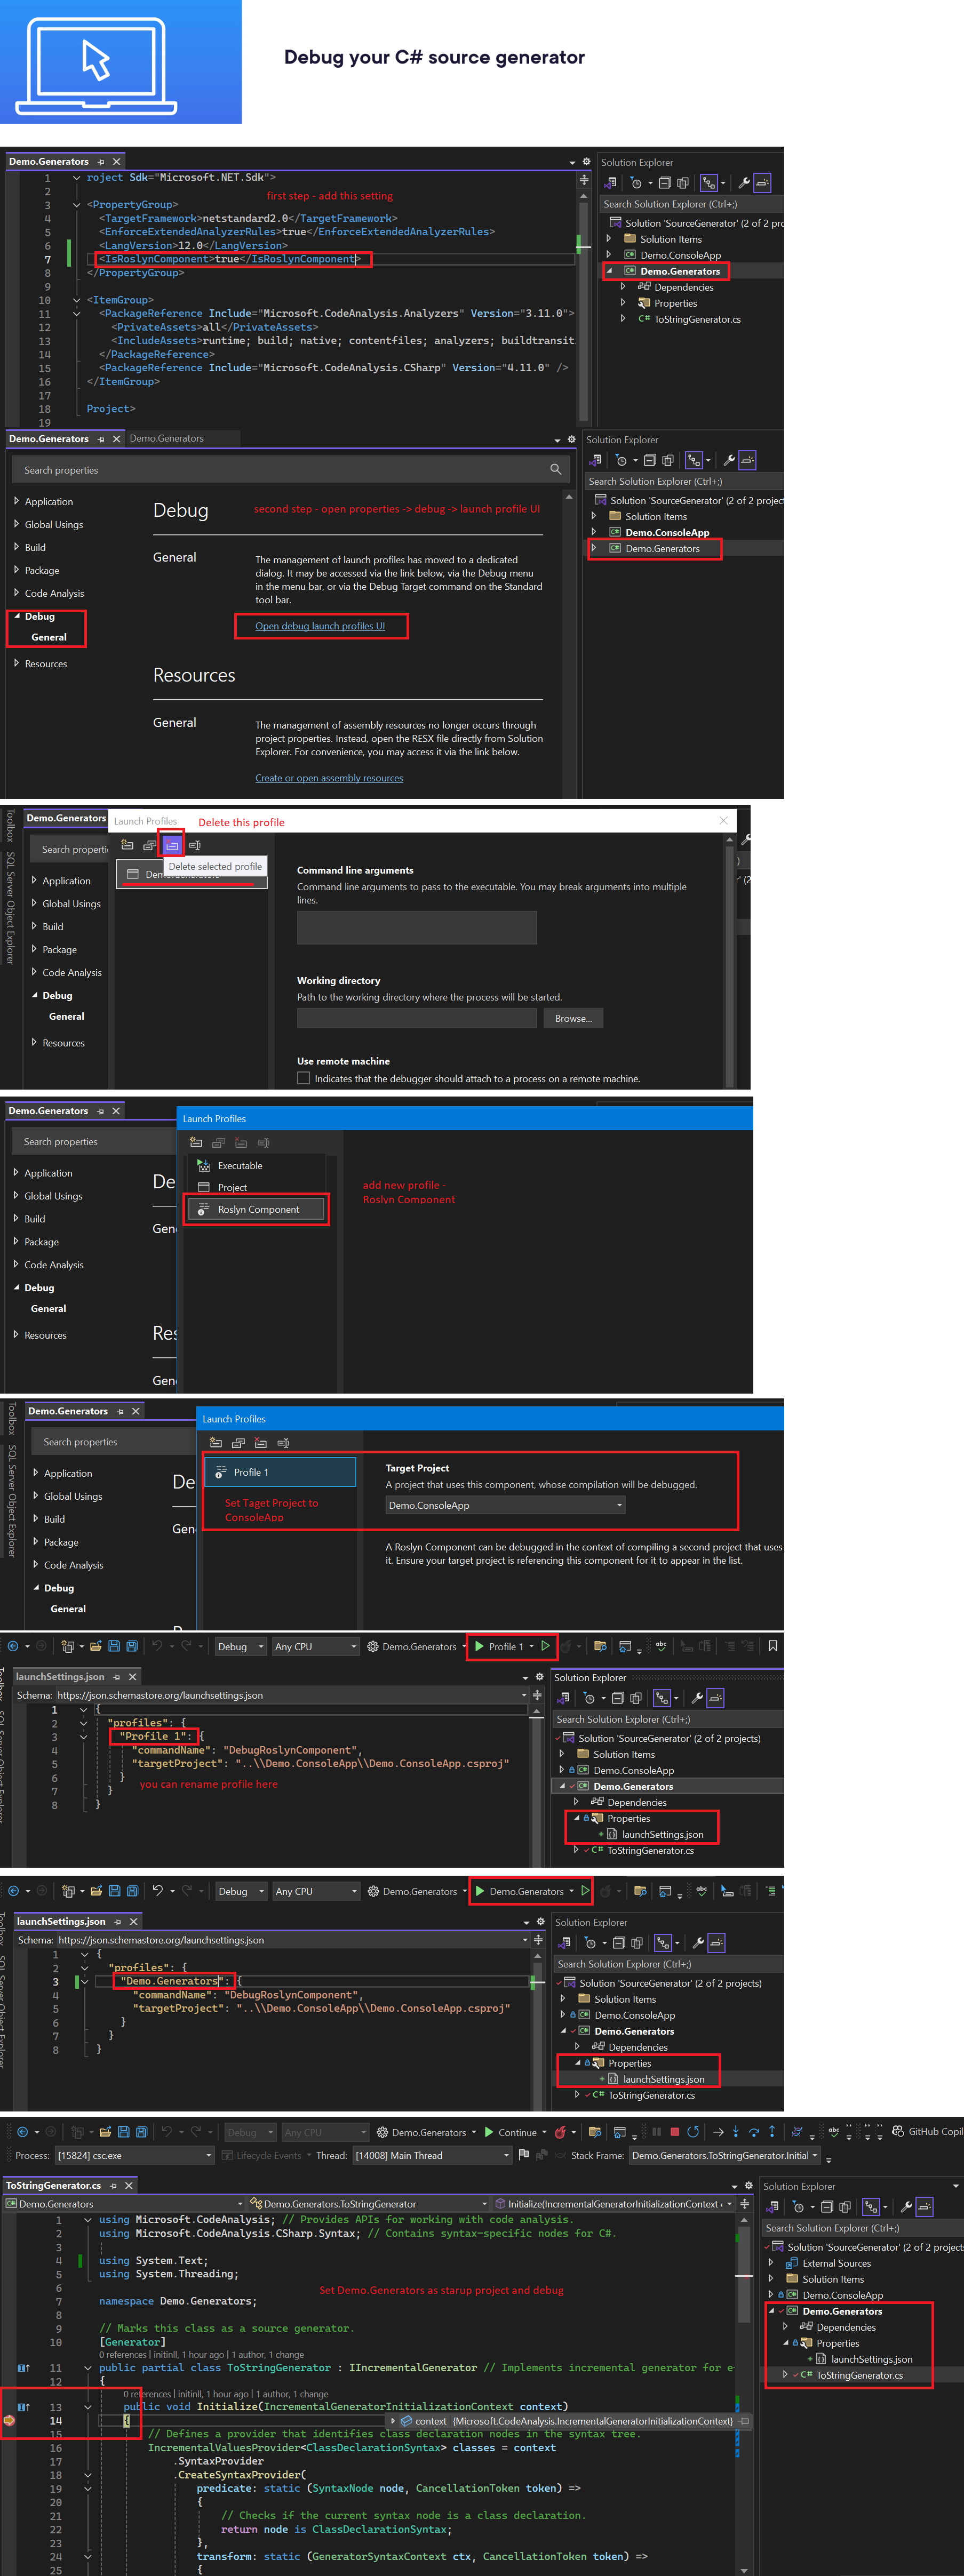 Debug your C# source generator
Demo.Generators
Solution Explorer
Search Solution Explorer (Ctrl+;)
1 roject Sdk="Microsoft.NET.Sdk">
2 first step - add this setting
3 <PropertyGroup>
4 <TargetFramework>netstandard2.0</TargetFramework>
5 <EnforceExtendedAnalyzerRules>true</EnforceExtendedAnalyzerRules>
6 <LangVersion>12.0</LangVersion>
7 <IsRoslynComponent>true</IsRoslynComponent>
8 </PropertyGroup>
9
10 <ItemGroup>
11 <PackageReference Include="Microsoft.CodeAnalysis.Analyzers" Version="3.11.0">
12 <PrivateAssets>all</PrivateAssets>
13 <IncludeAssets>runtime; build; native; contentfiles; analyzers; buildtransit
14 </PackageReference>
15 <PackageReference Include="Microsoft.CodeAnalysis.CSharp" Version="4.11.0" />
16 </ItemGroup>
17
18 Project>
19
Solution 'SourceGenerator' (2 of 2 pr
Solution Items
Demo.ConsoleApp
Demo.Generators
Dependencies
Properties
C# ToStringGenerator.cs
Demo.Generators Demo.Generators
Search properties
Application
Global Usings
Build
Package
Code Analysis
Debug
General
Resources
Debug
second step - open properties -> debug -> launch profile UI
General
The management of launch profiles has moved to a dedicated
dialog. It may be accessed via the link below, via the Debug menu
in the menu bar, or via the Debug Target command on the Standard
tool bar.
Open debug launch profiles UI
Resources
General
The management of assembly resources no longer occurs through
project properties. Instead, open the RESX file directly from Solution
Explorer. For convenience, you may access it via the link below.
Create or open assembly resources
Solution Explorer
Search Solution Explorer (Ctrl+;)
Solution 'SourceGenerator' (2 of 2 project
Solution Items
Demo.ConsoleApp
Demo.Generators
Toolbox
SQL Server Object Explorer
Demo.Generators
Search properti
Application
Global Usings
Build
Package
Code Analysis
Debug
General
Resources
Launch Profiles
Delete this profile
Delete selected profile
Command line arguments
Command line arguments to pass to the executable. You may break arguments into multiple
lines.
Working directory
Path to the working directory where the process will be started.
Browse...
Use remote machine
Indicates that the debugger should attach to a process on a remote machine.
Demo.Generators
Search properties
Application
Global Usings
Build
Package
Code Analysis
Debug
General
Resources
De
Gen
Res
Gen
Launch Profiles
Executable
Project
Roslyn Component
add new profile -
Roslyn Component
Toolbox
SQL Server Object Explorer
Demo.Generators
Search properties
Application
Global Usings
Build
Package
Code Analysis
Debug
General
De
Gen
Launch Profiles
Profile 1
Set Taget Project to
ConsoleApp
Target Project
A project that uses this component, whose compilation will be debugged.
Demo.ConsoleApp
A Roslyn Component can be debugged in the context of compiling a second project that uses
it. Ensure your target project is referencing this component for it to appear in the list.
Debug Any CPU Demo.Generators Profile 1
launchSettings.json
Schema: https://json.schemastore.org/launchsettings.json
1 {
2 "profiles": {
3 "Profile 1": {
4 "commandName": "DebugRoslynComponent",
5 "targetProject": "..\\Demo.ConsoleApp\\Demo.ConsoleApp.csproj"
6 }
you can rename profile here
7 }
8 }
Solution Explorer
Search Solution Explorer (Ctrl+;)
Solution 'SourceGenerator' (2 of 2 projects)
Solution Items
Demo.ConsoleApp
Demo.Generators
Dependencies
Properties
launchSettings.json
C# ToStringGenerator.cs
Debug Any CPU Demo.Generators Demo.Generators
launchSettings.json
Schema: https://json.schemastore.org/launchsettings.json
1 {
2 "profiles": {
3 "Demo.Generators": {
4 "commandName": "DebugRoslynComponent",
5 "targetProject": "..\\Demo.ConsoleApp\\Demo.ConsoleApp.csproj"
6 }
7 }
8 }
Solution Explorer
Search Solution Explorer (Ctrl+;)
Solution 'SourceGenerator' (2 of 2 projects)
Solution Items
Demo.ConsoleApp
Demo.Generators
Dependencies
Properties
launchSettings.json
C# ToStringGenerator.cs
Debug Any CPU Demo.Generators Continue GitHub Copil
Process: [15824] csc.exe Lifecycle Events Thread: [14008] Main Thread Stack Frame: Demo.Generators.ToStringGenerator.Initial
ToStringGenerator.cs
Demo.Generators Demo.Generators.ToStringGenerator Initialize(IncrementalGeneratorInitializationContext c
1 using Microsoft.CodeAnalysis; // Provides APIs for working with code analysis.
2 using Microsoft.CodeAnalysis.CSharp.Syntax; // Contains syntax-specific nodes for C#.
3
4 using System.Text;
5 using System.Threading;
6 Set Demo.Generators as starup project and debug
7 namespace Demo.Generators;
8
9 // Marks this class as a source generator.
10 [Generator]
0 references | initinll, 1 hour ago | 1 author, 1 change
11 public partial class ToStringGenerator : IIncrementalGenerator // Implements incremental generator for e
12 {
0 references | initinll, 1 hour ago | 1 author, 1 change
13 public void Initialize(IncrementalGeneratorInitializationContext context)
14 { context {Microsoft.CodeAnalysis.IncrementalGeneratorInitializationContext}
15 // Defines a provider that identifies class declaration nodes in the syntax tree.
16 IncrementalValuesProvider<ClassDeclarationSyntax> classes = context
17 .SyntaxProvider
18 .CreateSyntaxProvider(
19 predicate: static (SyntaxNode node, CancellationToken token) =>
20 {
21 // Checks if the current syntax node is a class declaration.
22 return node is ClassDeclarationSyntax;
23 },
24 transform: static (GeneratorSyntaxContext ctx, CancellationToken token) =>
25 {
Solution Explorer
Search Solution Explorer (Ctrl+;)
Solution 'SourceGenerator' (2 of 2 projects
External Sources
Solution Items
Demo.ConsoleApp
Demo.Generators
Dependencies
Properties
launchSettings.json
C# ToStringGenerator.cs